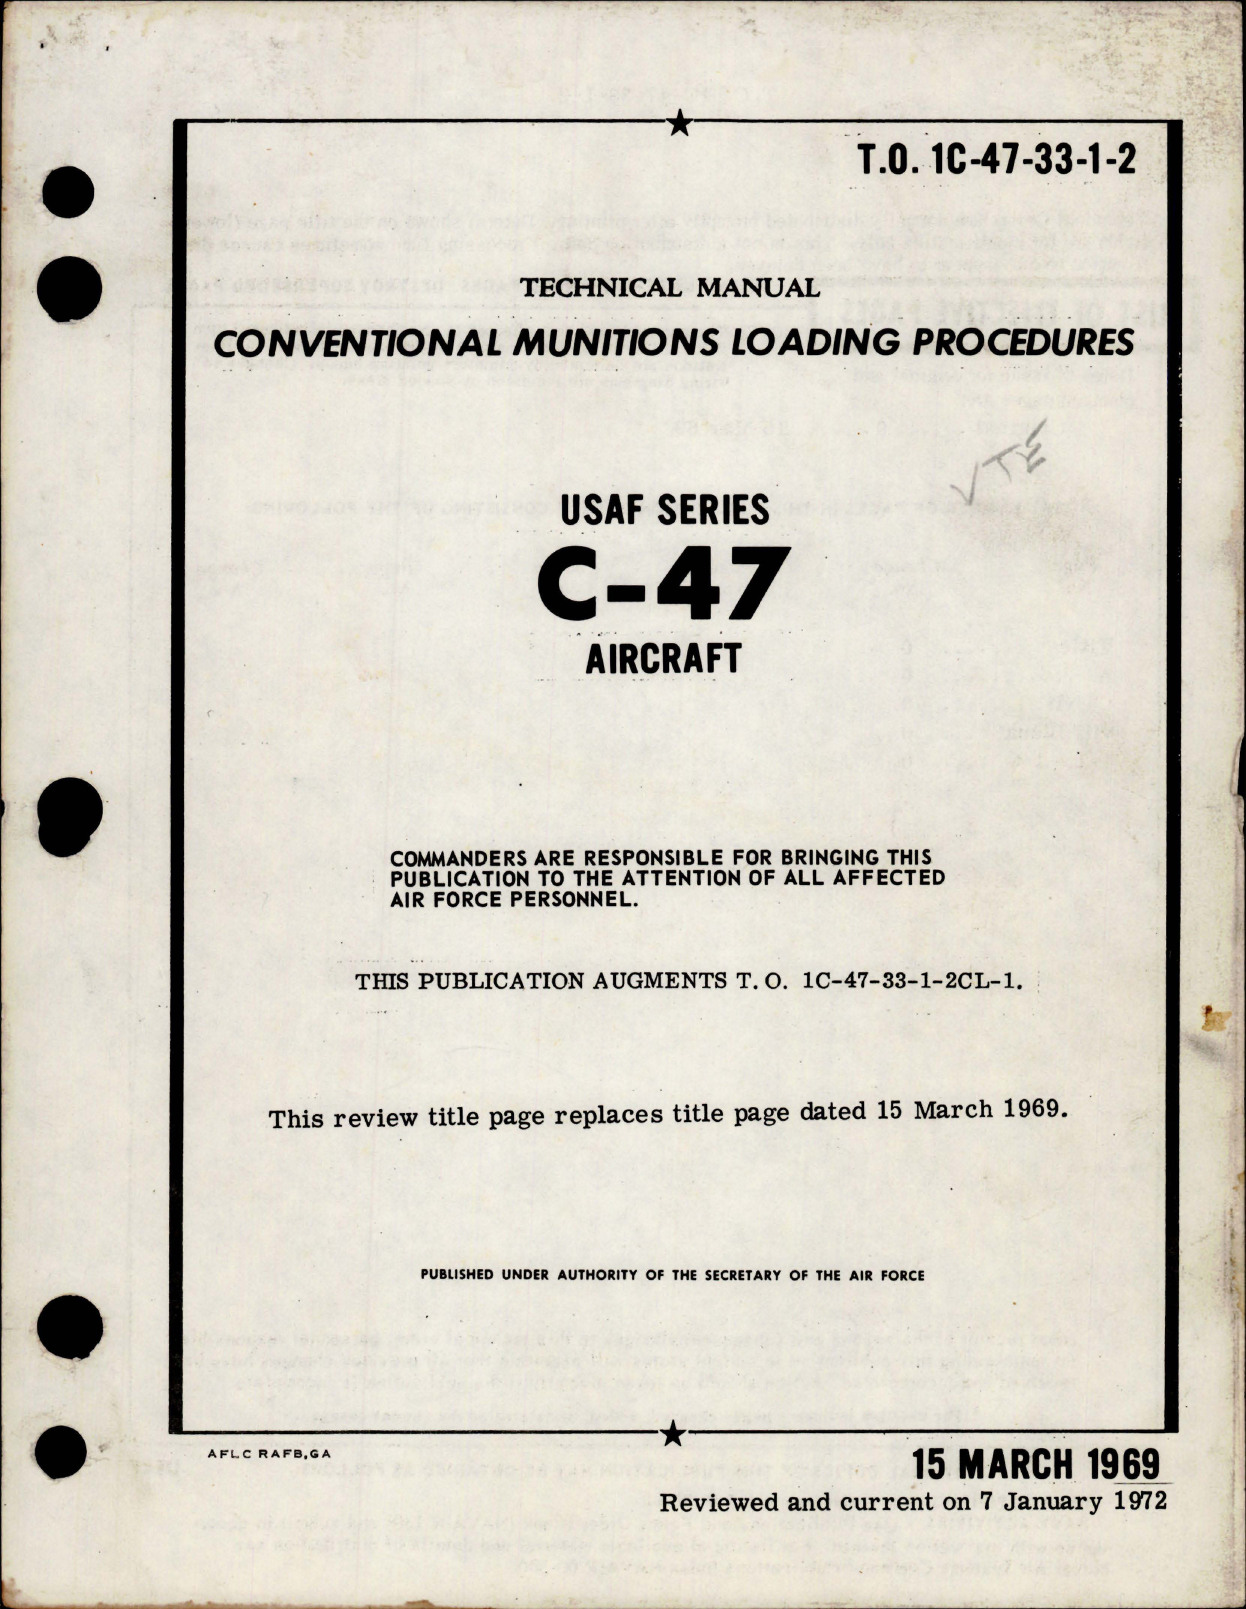 T.O. 1C-47-33-1-2
TECHNICAL MANUAL
CONVENTIONAL MUNITIONS LOADING PROCEDURES
VTE
USAF SERIES
C-47
AIRCRAFT
COMMANDERS ARE RESPONSIBLE FOR BRINGING THIS
PUBLICATION TO THE ATTENTION OF ALL AFFECTED
AIR FORCE PERSONNEL.
THIS PUBLICATION AUGMENTS T. O. 1C-47-33-1-2CL-1.
This review title page replaces title page dated 15 March 1969.
PUBLISHED UNDER AUTHORITY OF THE SECRETARY OF THE AIR FORCE
AFLC RAFB,GA
15 MARCH 1969
Reviewed and current on 7 January 1972